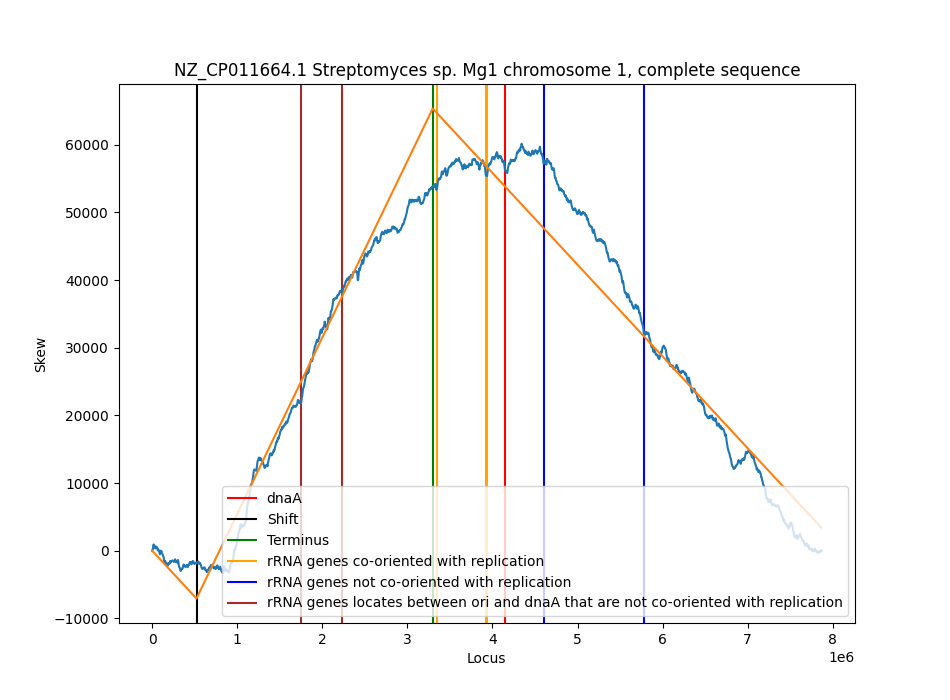 NZ_CP011664.1 Streptomyces sp. Mg1 chromosome 1, complete sequence
Skew
60000
50000
40000
30000
20000
10000
0
−10000
dnaA
Shift
Terminus
rRNA genes co-oriented with replication
rRNA genes not co-oriented with replication
rRNA genes locates between ori and dnaA that are not co-oriented with replication
0 1 2 3 4 5 6 7 8
1e6
Locus